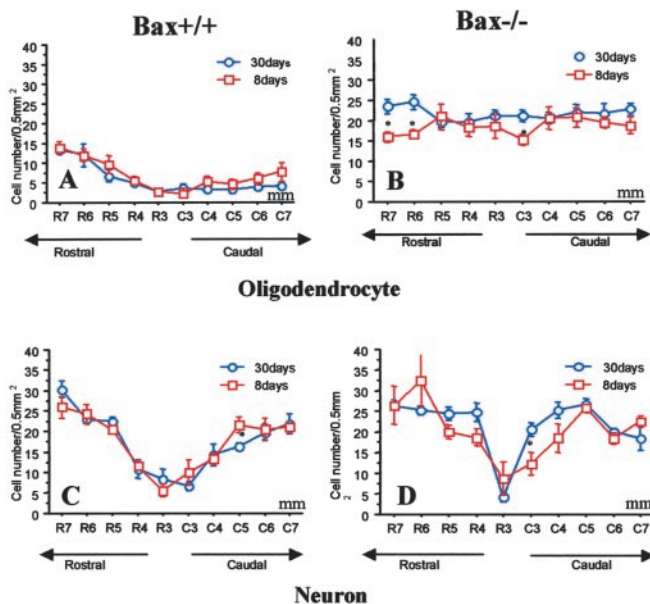 Bax+/+
Bax-/-
Cell number/0.5mm2
40
35
30
25
20
15
10
5
0
30days
8days
A
mm
R7 R6 R5 R4 R3 C3 C4 C5 C6 C7
Rostral
Caudal
Cell number/0.5mm2
40
35
30
25
20
15
10
5
0
30days
8days
* * *
B
mm
R7 R6 R5 R4 R3 C3 C4 C5 C6 C7
Rostral
Caudal
Oligodendrocyte
Cell number/0.5mm2
40
35
30
25
20
15
10
5
0
30days
8days
*
C
mm
R7 R6 R5 R4 R3 C3 C4 C5 C6 C7
Rostral
Caudal
Cell number/0.5mm
2
40
35
30
25
20
15
10
5
0
30days
8days
*
D
mm
R7 R6 R5 R4 R3 C3 C4 C5 C6 C7
Rostral
Caudal
Neuron